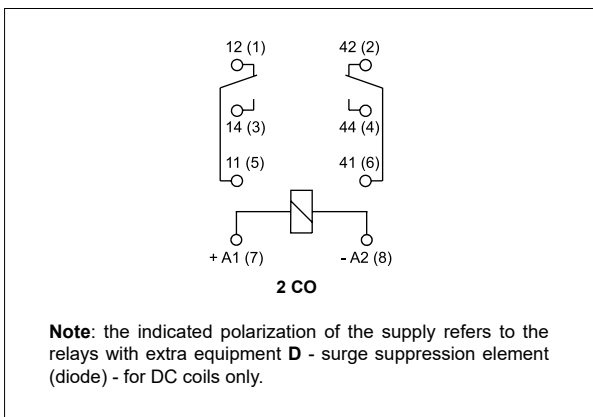 12 (1) 42 (2)
14 (3) 44 (4)
11 (5) 41 (6)
+ A1 (7) - A2 (8)
2 CO
Note: the indicated polarization of the supply refers to the
relays with extra equipment D - surge suppression element
(diode) - for DC coils only.